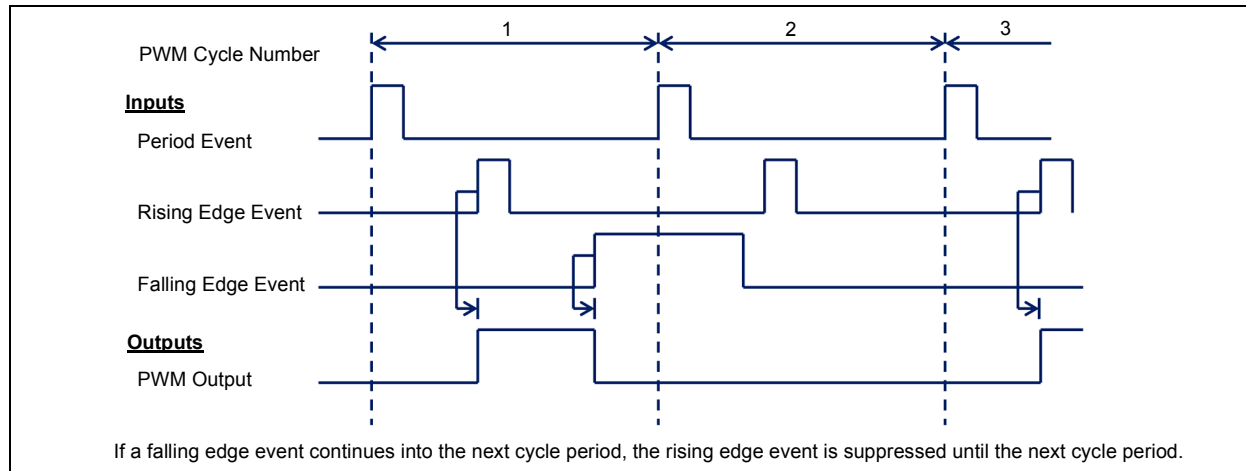 1 2 3
PWM Cycle Number
Inputs
Period Event
Rising Edge Event
Falling Edge Event
Outputs
PWM Output
If a falling edge event continues into the next cycle period, the rising edge event is suppressed until the next cycle period.